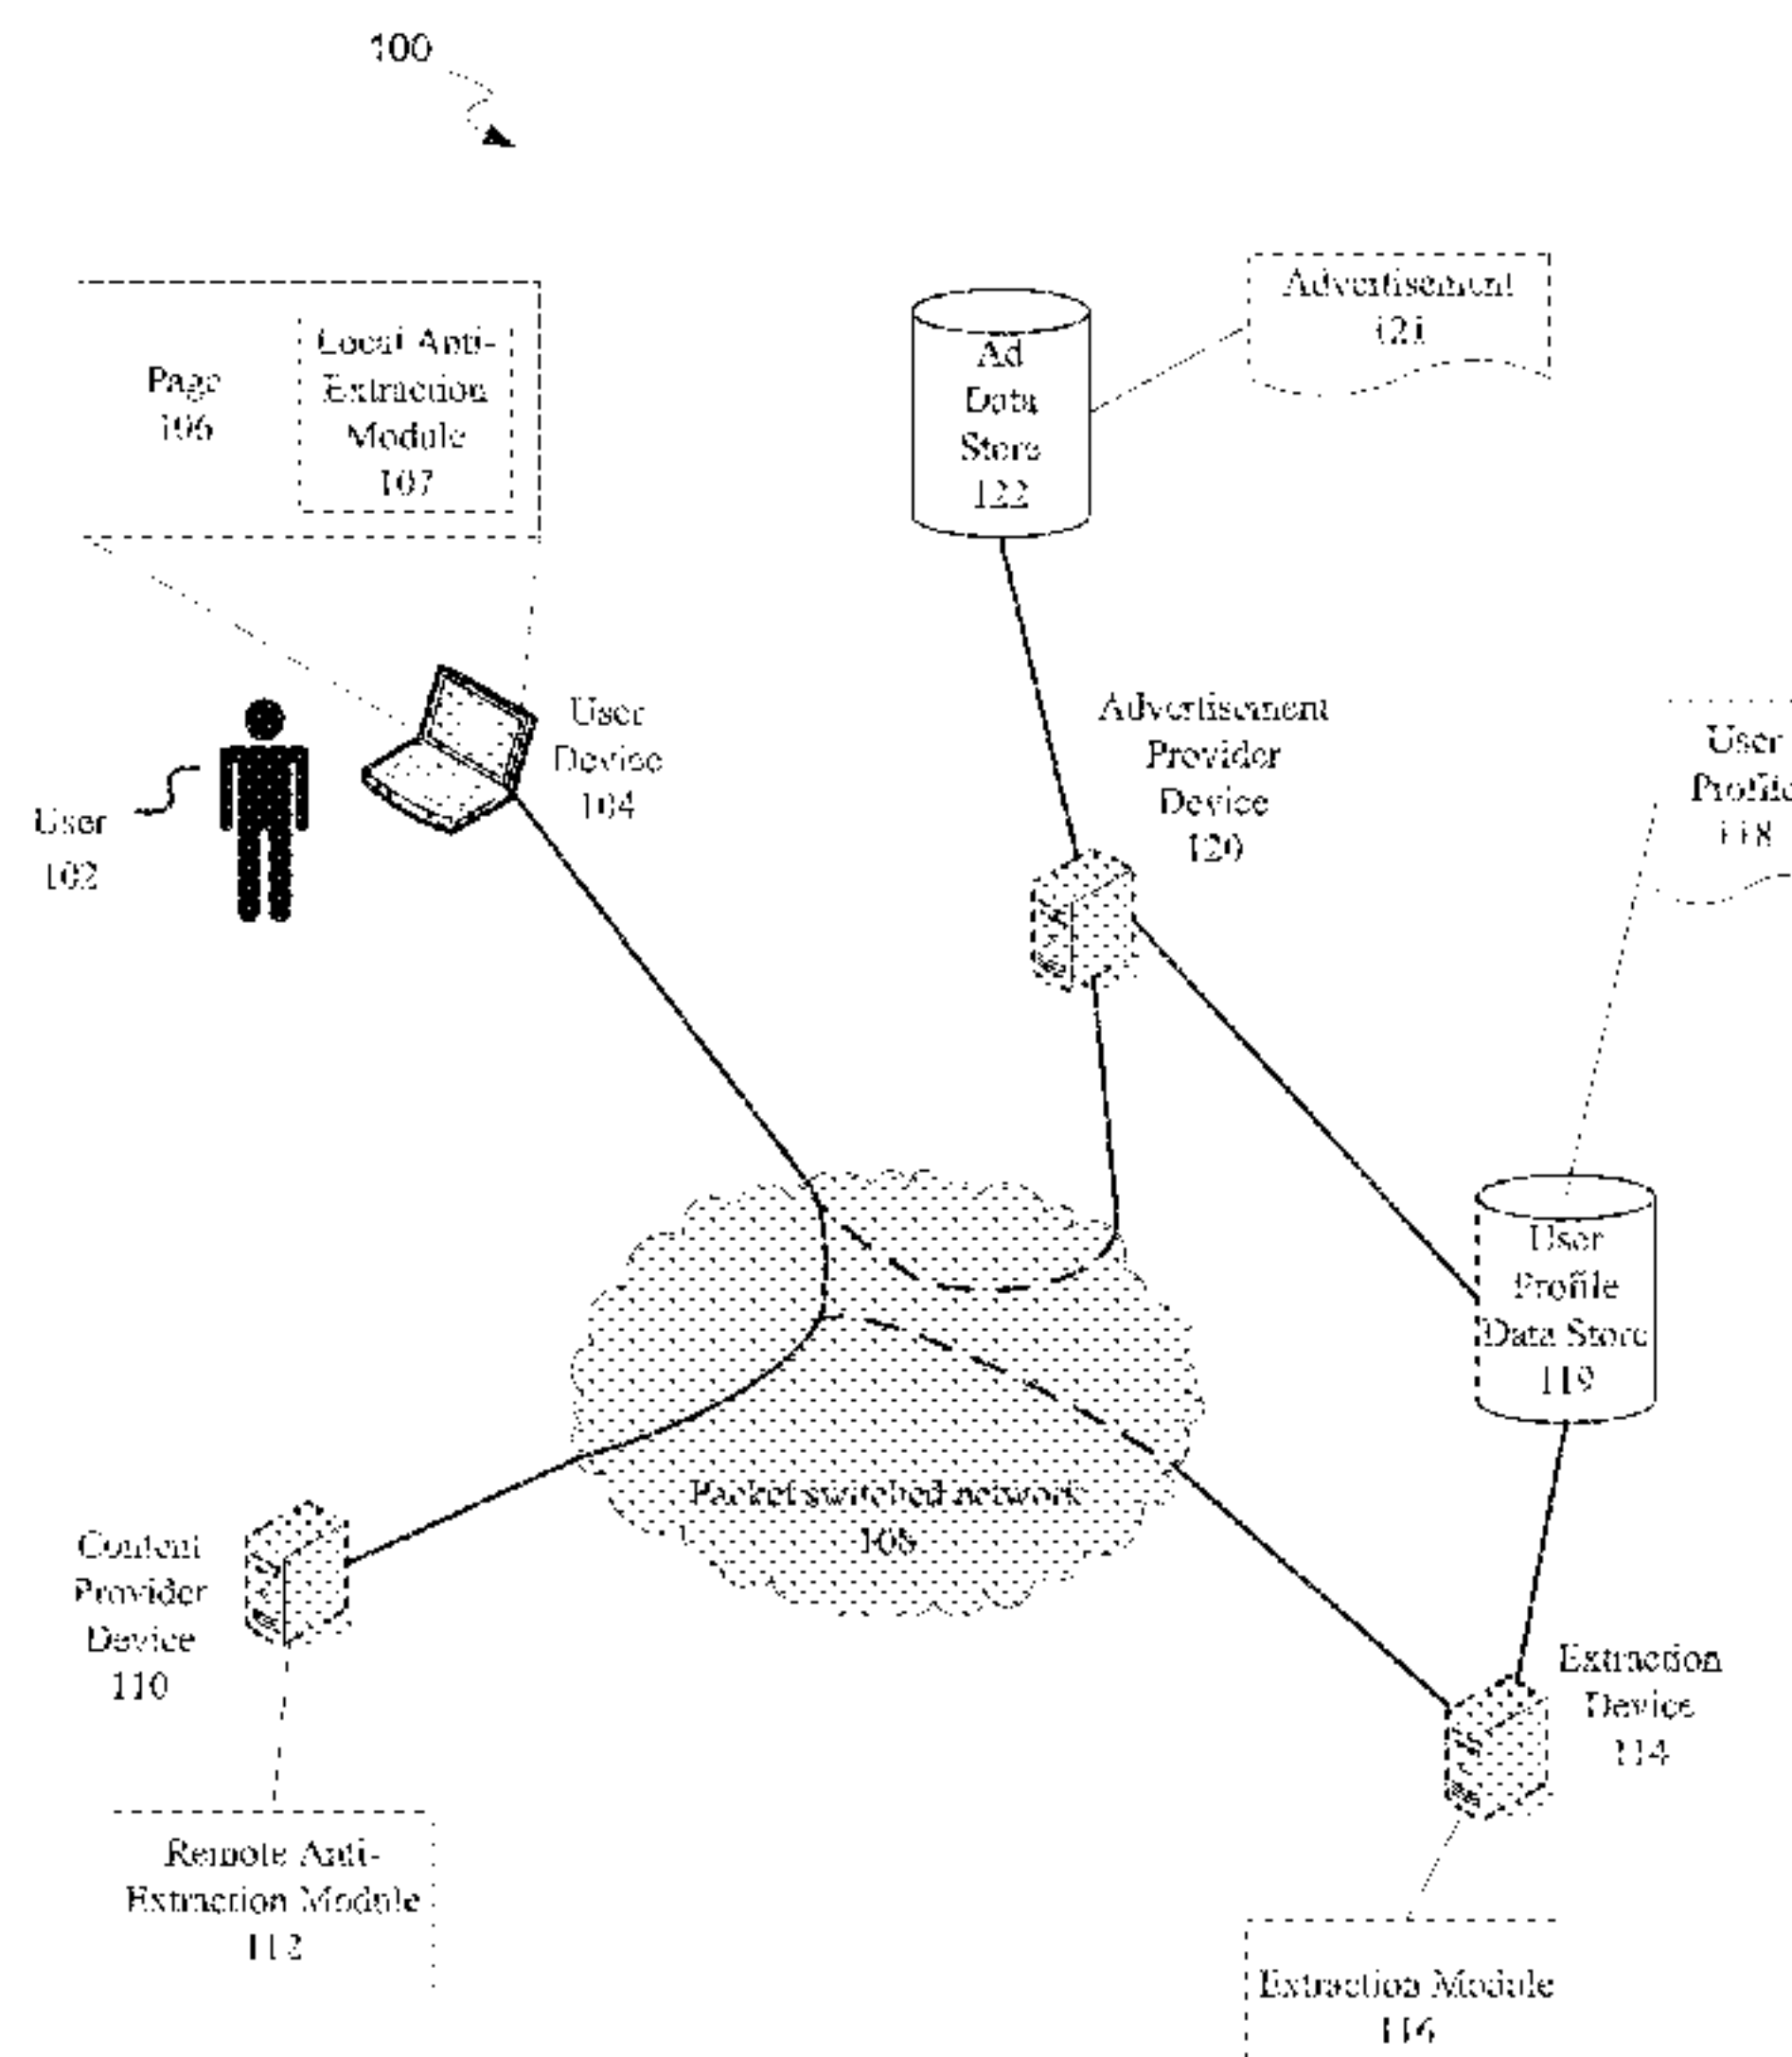 100
Page
106
Local Anti-
Extraction
Module
107
Ad
Data
Store
122
Advertisement
121
User
102
User
Device
104
Advertisement
Provider
Device
120
User
Profile
118
User
Profile
Data Store
119
Packet switched network
108
Content
Provider
Device
110
Remote Anti-
Extraction Module
112
Extraction
Device
114
Extraction Module
116